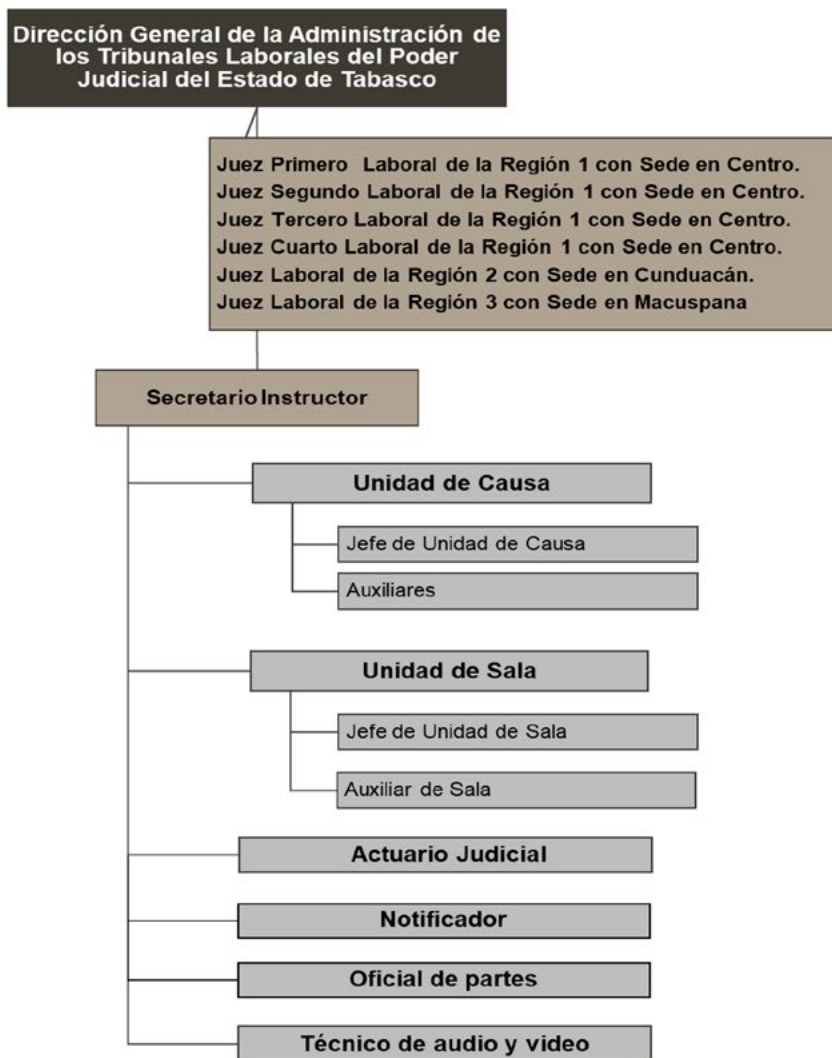 Dirección General de la Administración de
los Tribunales Laborales del Poder
Judicial del Estado de Tabasco
Juez Primero Laboral de la Región 1 con Sede en Centro.
Juez Segundo Laboral de la Región 1 con Sede en Centro.
Juez Tercero Laboral de la Región 1 con Sede en Centro.
Juez Cuarto Laboral de la Región 1 con Sede en Centro.
Juez Laboral de la Región 2 con Sede en Cunduacán.
Juez Laboral de la Región 3 con Sede en Macuspana
Secretario Instructor
Unidad de Causa
Jefe de Unidad de Causa
Auxiliares
Unidad de Sala
Jefe de Unidad de Sala
Auxiliar de Sala
Actuario Judicial
Notificador
Oficial de partes
Técnico de audio y video